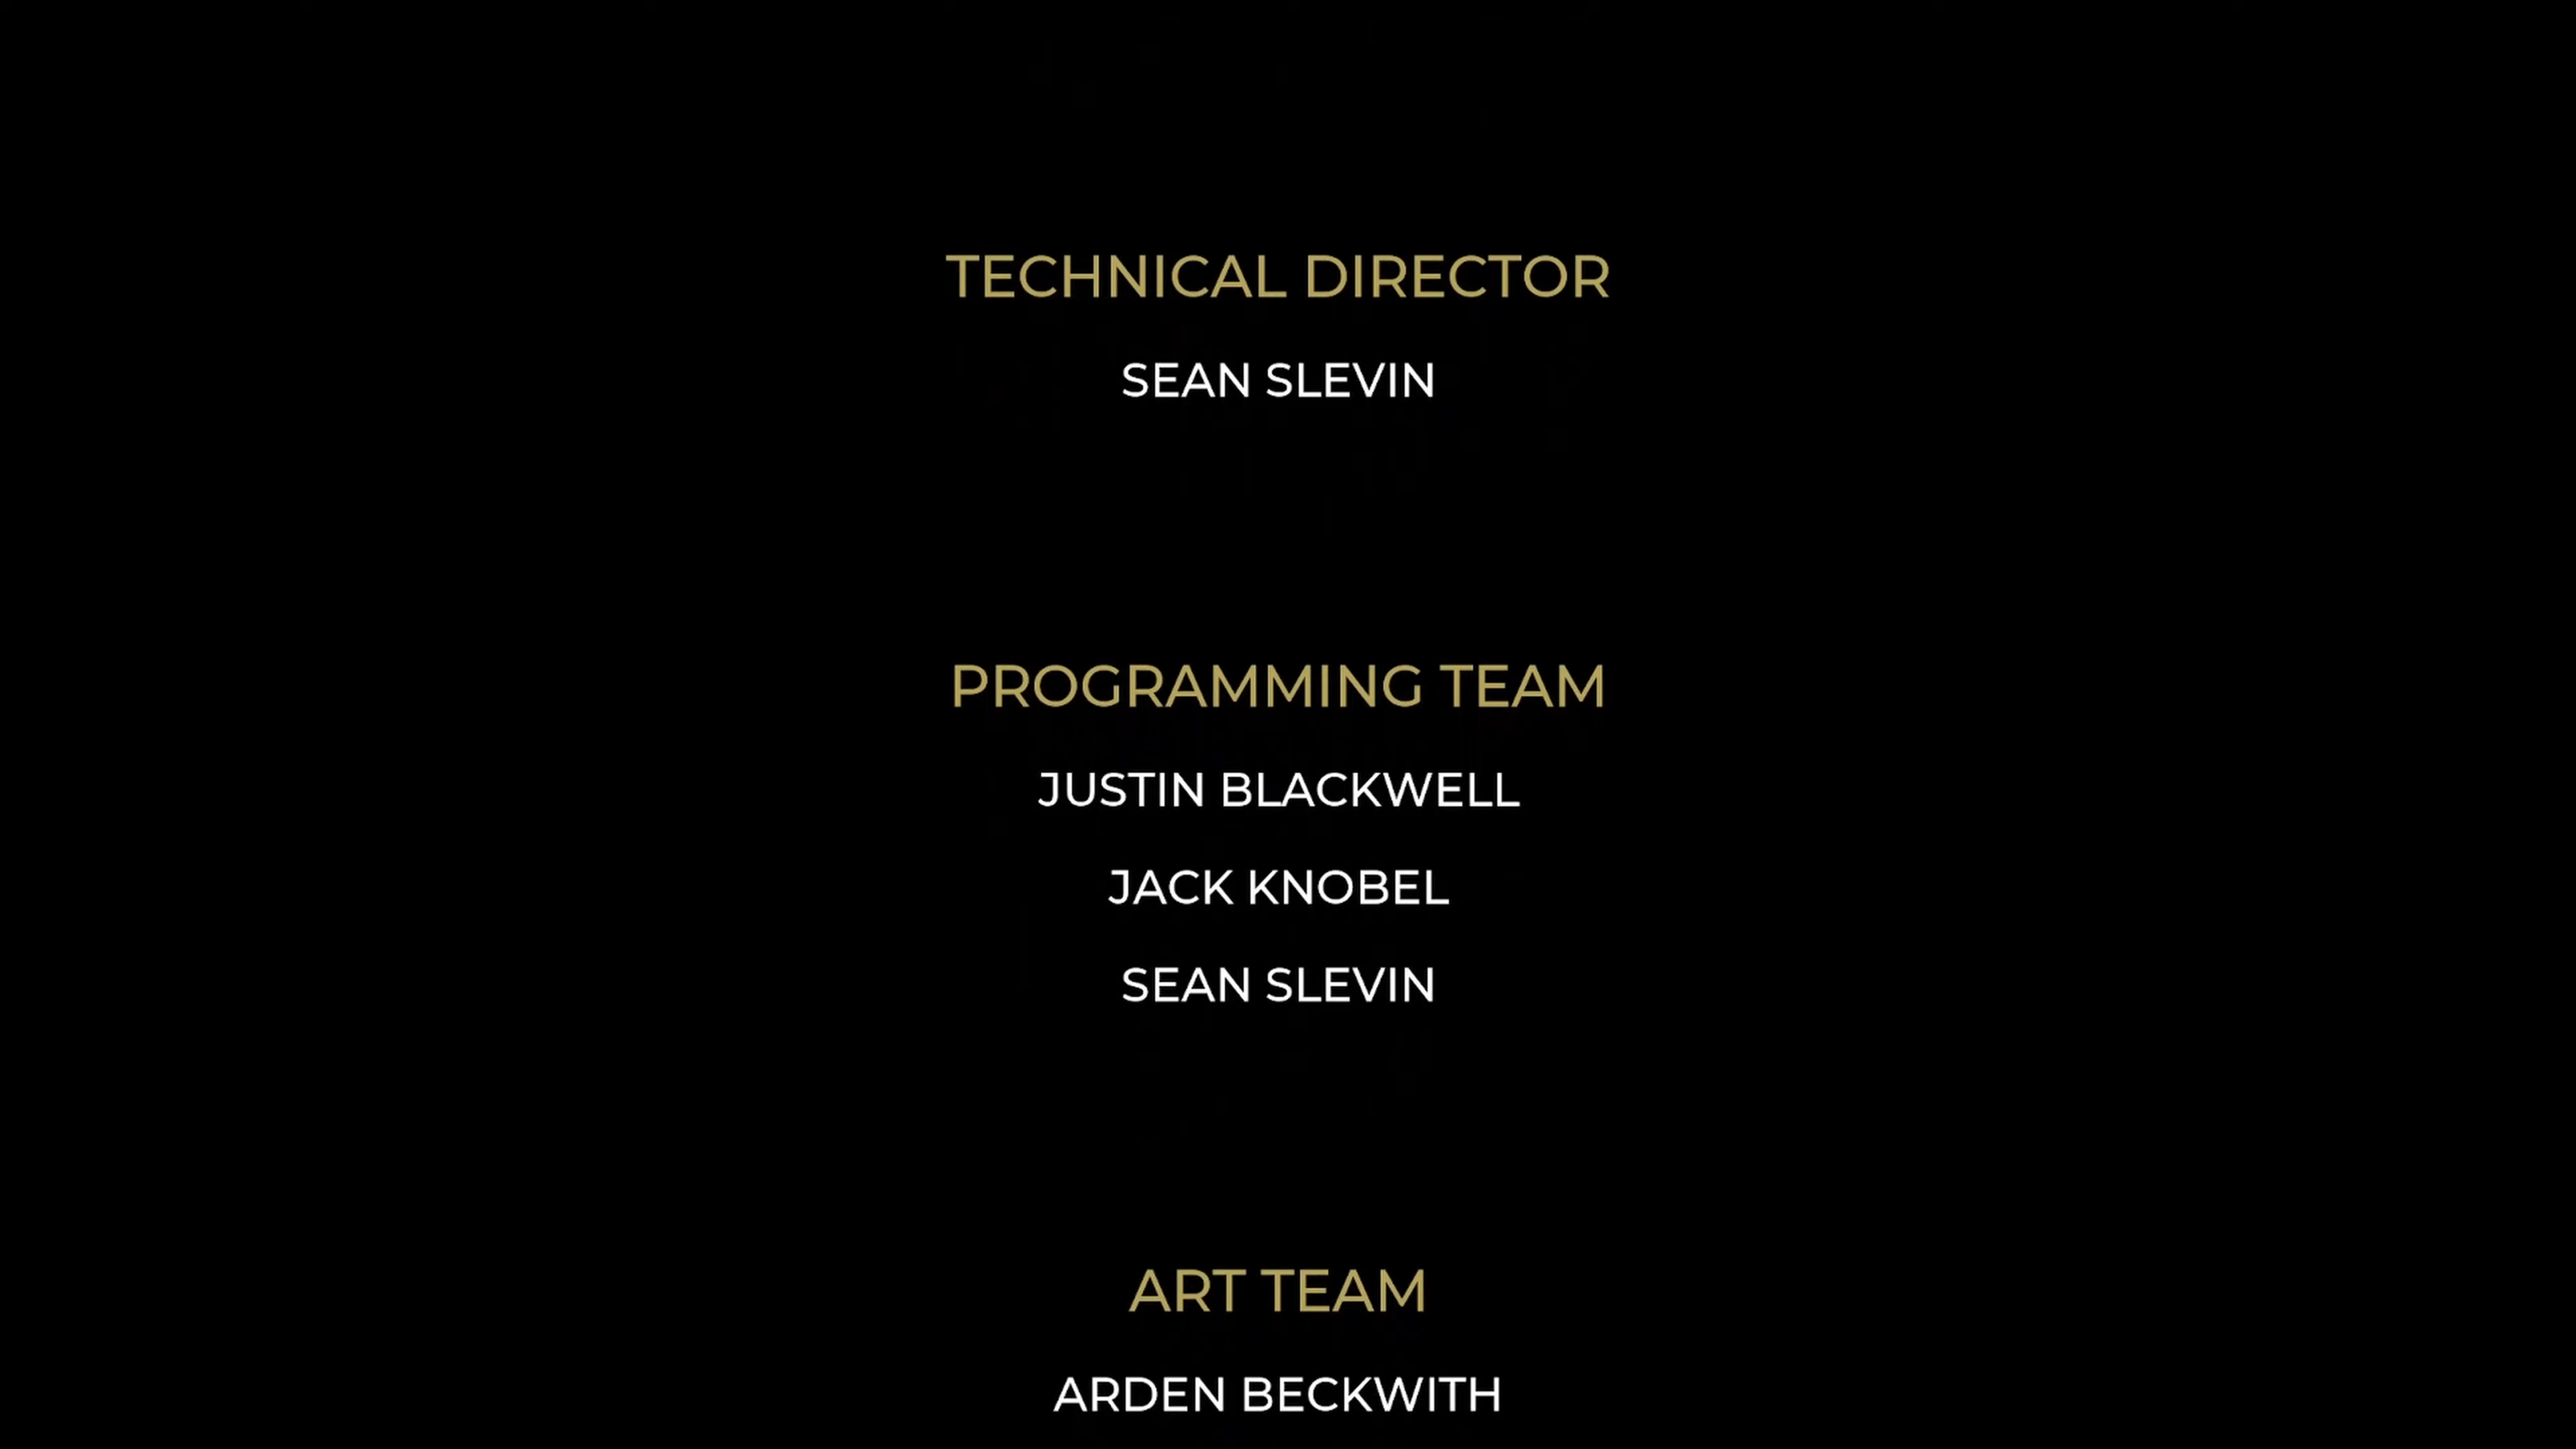 TECHNICAL DIRECTOR
SEAN SLEVIN
PROGRAMMING TEAM
JUSTIN BLACKWELL
JACK KNOBEL
SEAN SLEVIN
ART TEAM
ARDEN BECKWITH